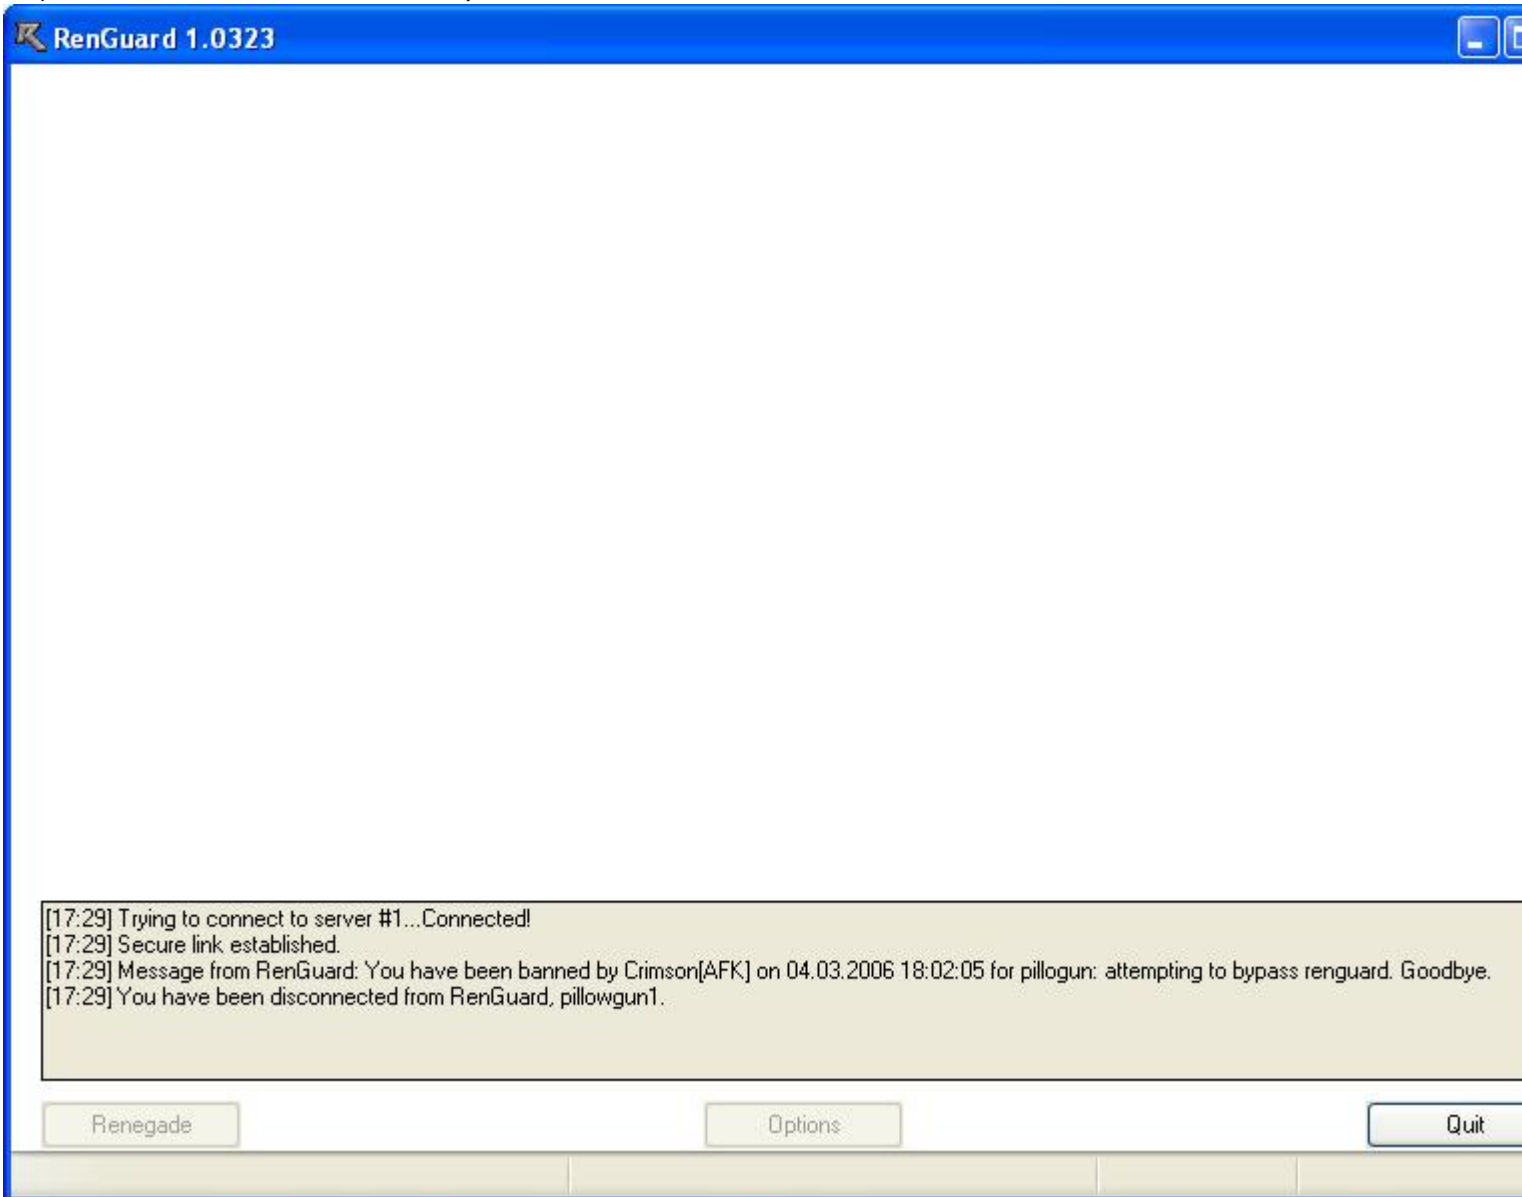 RenGuard 1.0323
[17:29] Trying to connect to server #1...Connected!
[17:29] Secure link established.
[17:29] Message from RenGuard: You have been banned by Crimson[AFK] on 04.03.2006 18:02:05 for pillogun: attempting to bypass renguard. Goodbye.
[17:29] You have been disconnected from RenGuard, pillowgun1.
Renegade
Options
Quit